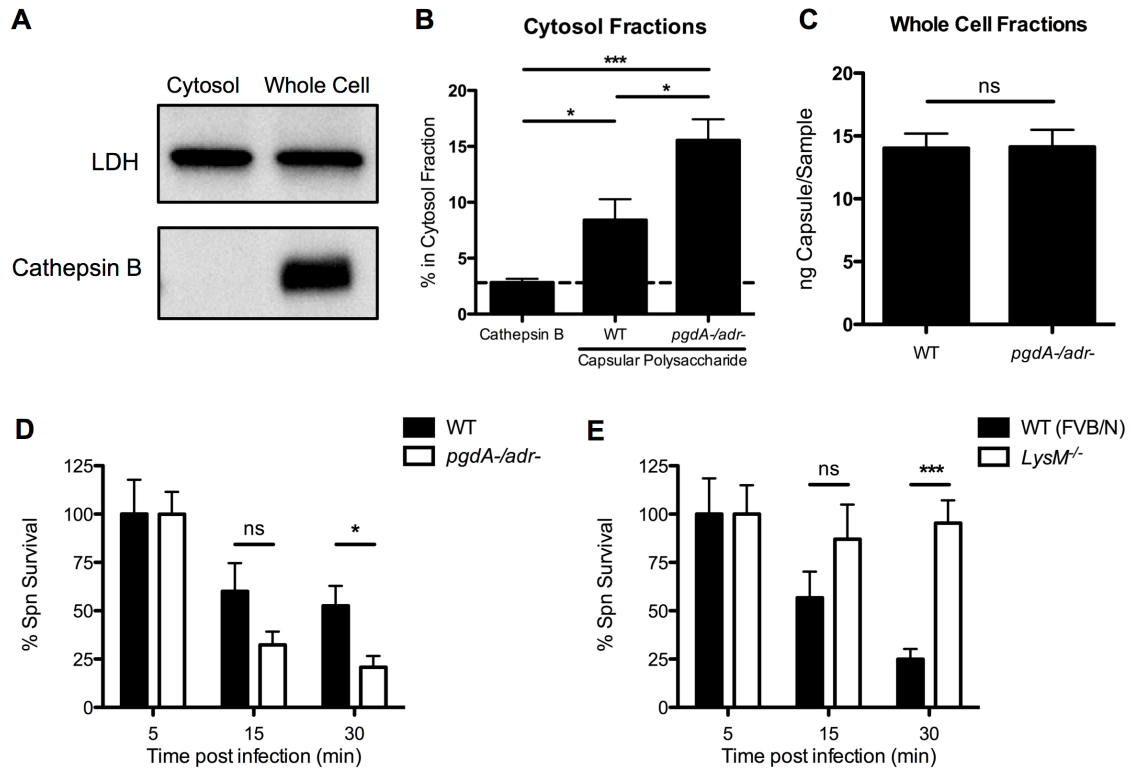 A
Cytosol Whole Cell
LDH
Cathepsin B
B
Cytosol Fractions
***
*
*
% in Cytosol Fraction
20
15
10
5
0
Cathepsin B WT pgdA-/adr-
Capsular Polysaccharide
C
Whole Cell Fractions
ns
ng Capsule/Sample
20
15
10
5
0
WT pgdA-/adr-
D
WT
pgdA-/adr-
% Spn Survival
125
100
75
50
25
0
ns
*
5 15 30
Time post infection (min)
E
WT (FVB/N)
LysM-/-
% Spn Survival
125
100
75
50
25
0
ns
***
5 15 30
Time post infection (min)